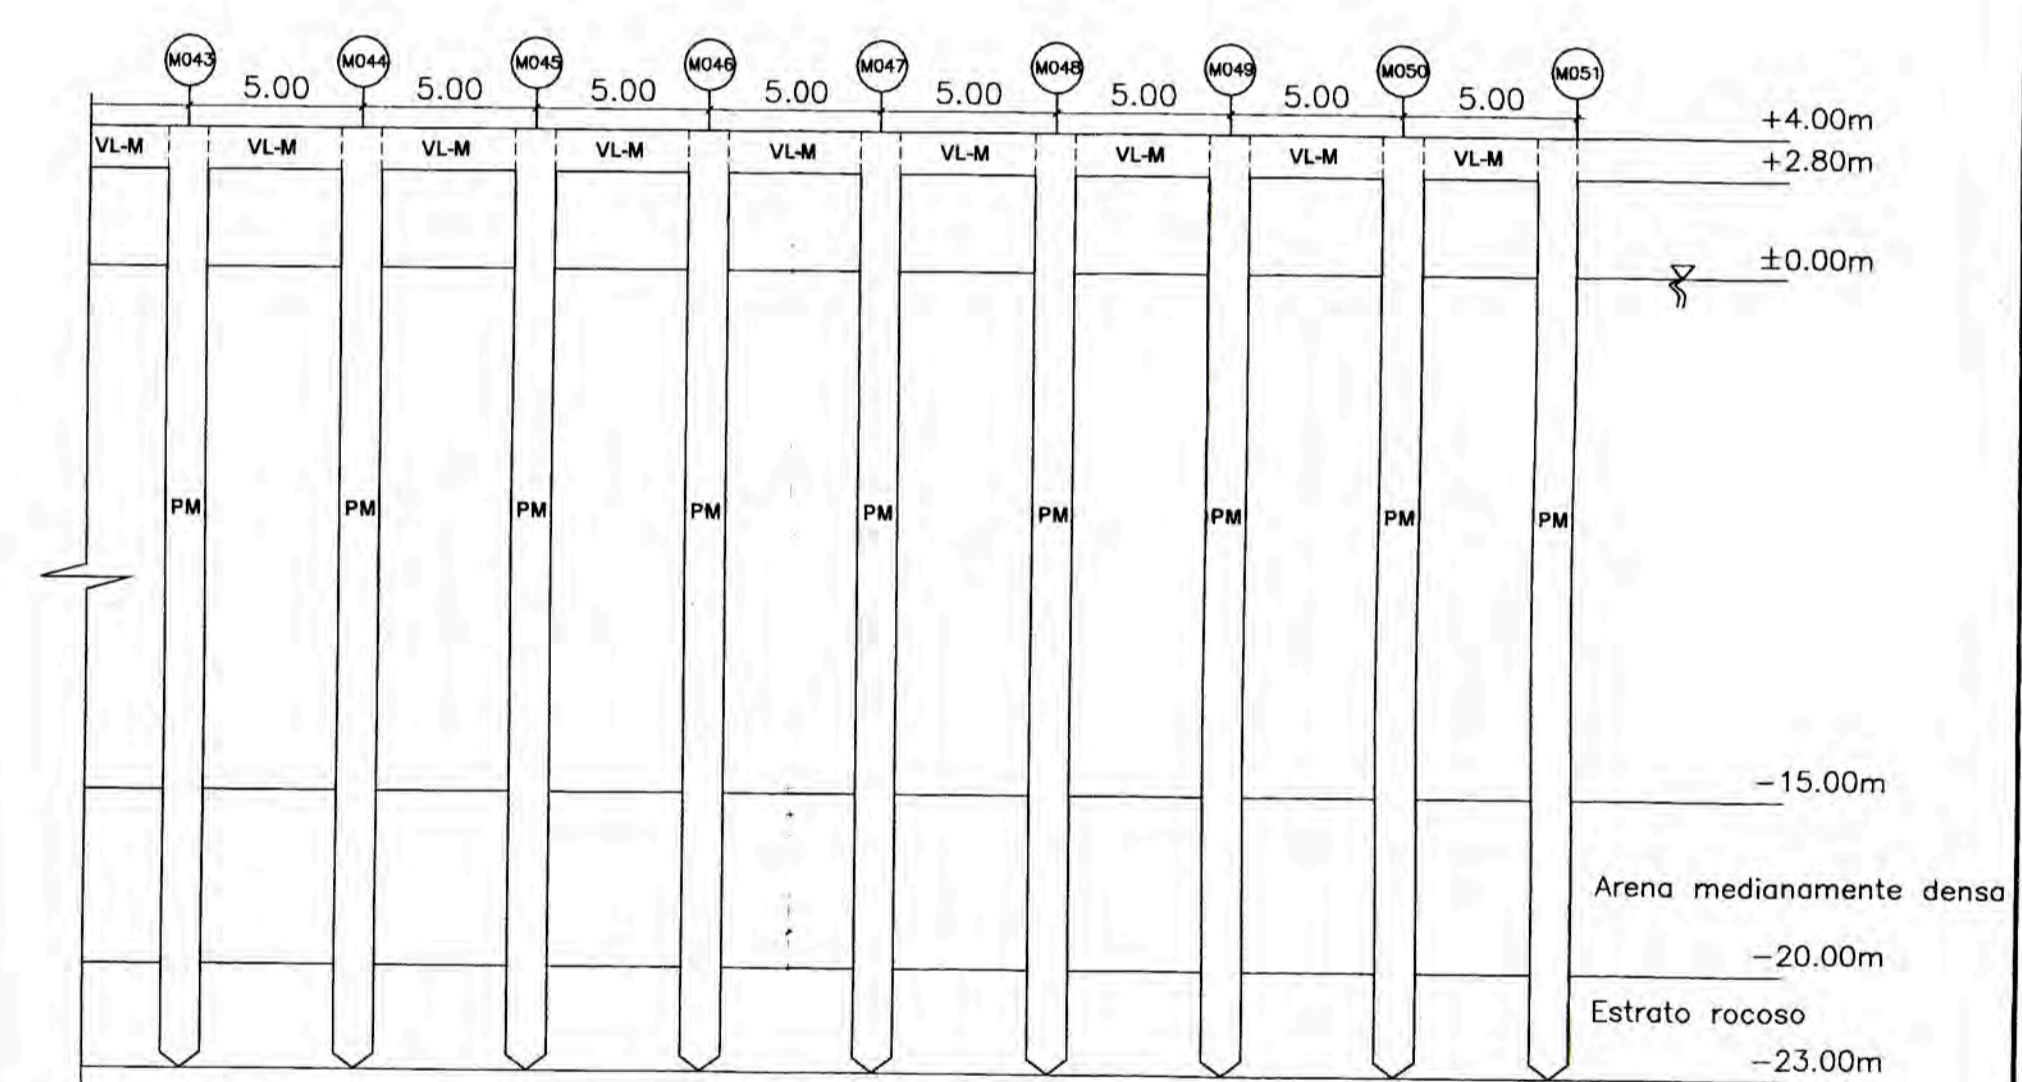 M043 M044 M045 M046 M047 M048 M049 M050 M051
5.00 5.00 5.00 5.00 5.00 5.00 5.00 5.00
+4.00m
VL-M VL-M VL-M VL-M VL-M VL-M VL-M VL-M VL-M
+2.80m
±0.00m
PM PM PM PM PM PM PM PM PM
-15.00m
Arena medianamente densa
-20.00m
Estrato rocoso
-23.00m